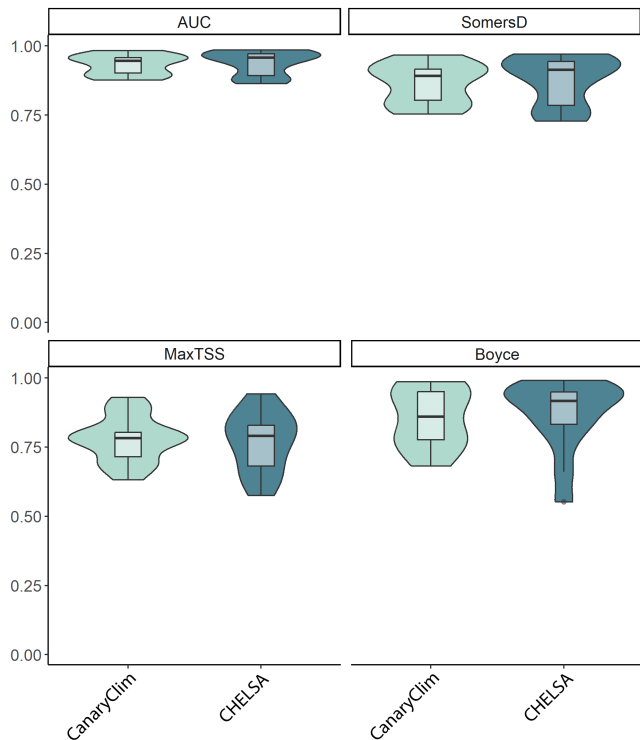 AUC
SomersD
1.00
0.75
0.50
0.25
0.00
MaxTSS
Boyce
1.00
0.75
0.50
0.25
0.00
CanaryClim
CHELSA
CanaryClim
CHELSA